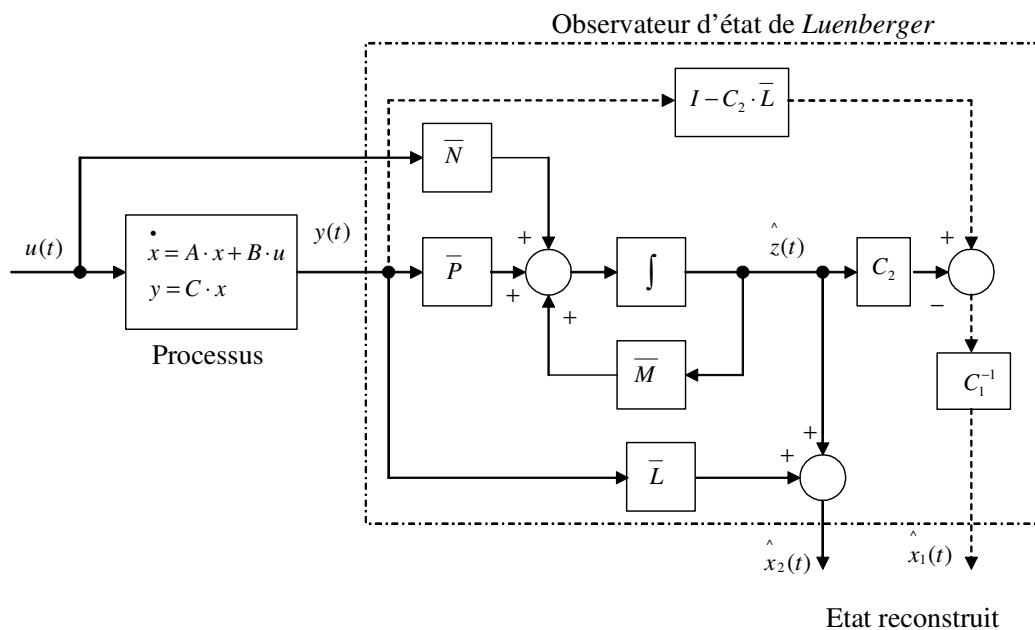 Observateur d'état de Luenberger
I − C₂ · L̅
N̅
u(t)
ẋ = A · x + B · u
y = C · x
Processus
y(t)
P̅
+
+
+
∫
M̅
ẑ(t)
C₂
+
−
C₁⁻¹
L̅
+
+
x̂₂(t)
x̂₁(t)
Etat reconstruit